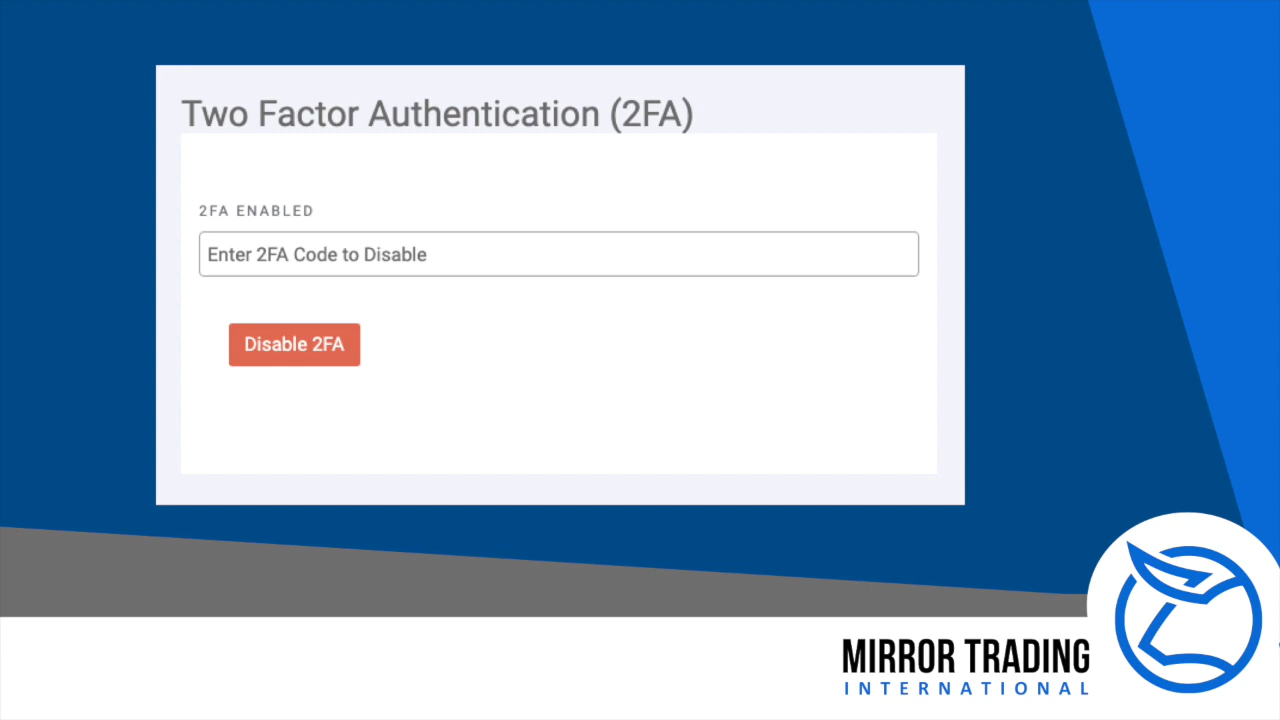 Two Factor Authentication (2FA)
2FA ENABLED
Enter 2FA Code to Disable
Disable 2FA
MIRROR TRADING
INTERNATIONAL